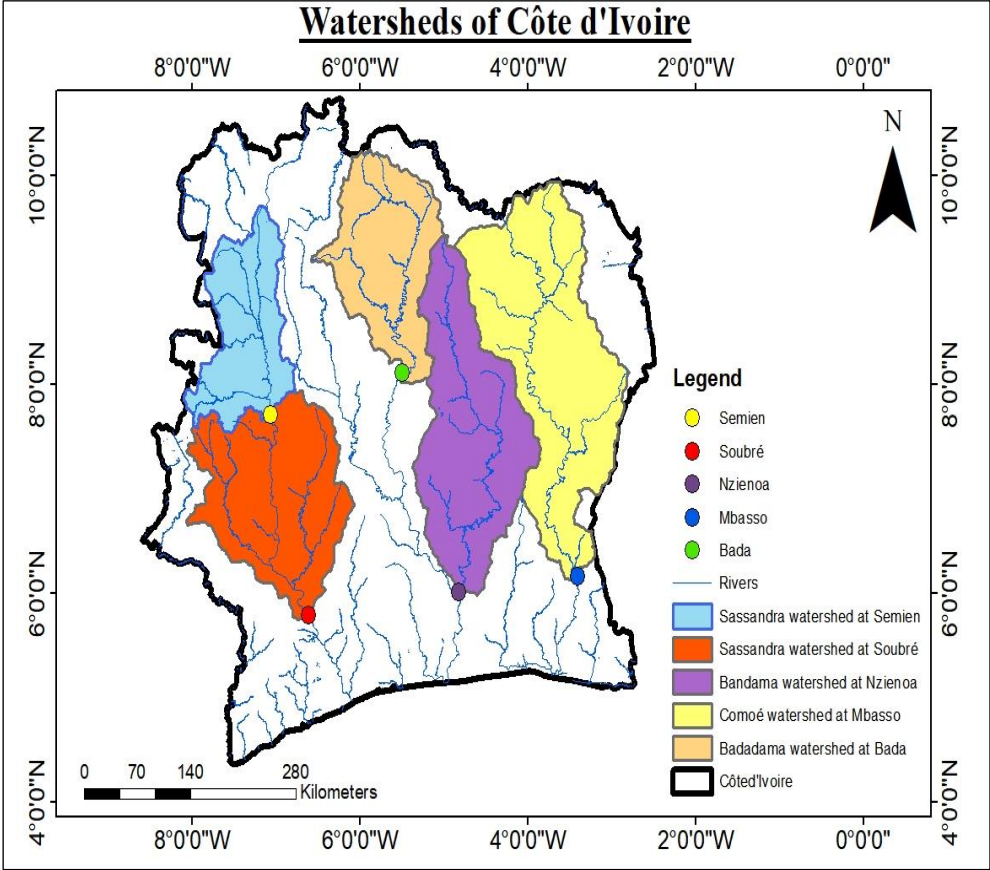 Watersheds of Côte d'Ivoire
8°0'0"W 6°0'0"W 4°0'0"W 2°0'0"W 0°0'0"
N
10°0'0"N 10°0'0"N
8°0'0"N 8°0'0"N
6°0'0"N 6°0'0"N
4°0'0"N 4°0'0"N
Legend
Semien
Soubré
Nzienoa
Mbasso
Bada
Rivers
Sassandra watershed at Semien
Sassandra watershed at Soubré
Bandama watershed at Nzienoa
Comoé watershed at Mbasso
Badadama watershed at Bada
Côted'Ivoire
0 70 140 280
Kilometers
8°0'0"W 6°0'0"W 4°0'0"W 2°0'0"W 0°0'0"